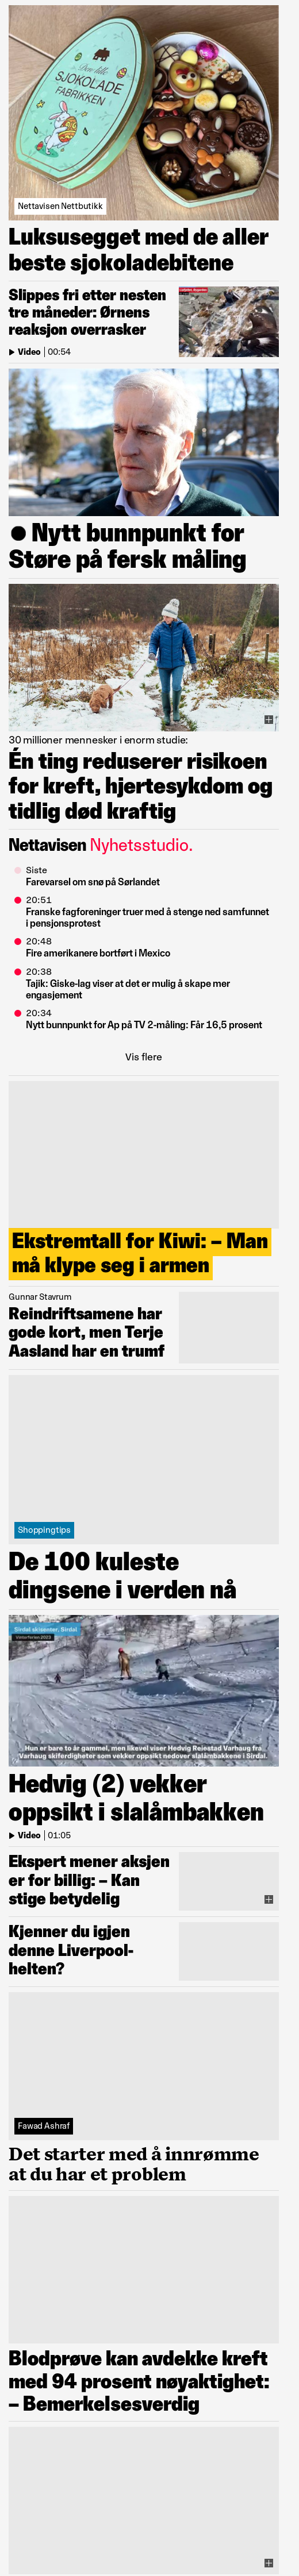 Den lille
SJOKOLADE
FABRIKKEN
Nettavisen Nettbutikk
Luksusegget med de aller
beste sjokoladebitene
Slippes fri etter nesten
tre måneder: Ørnens
reaksjon overrasker
Video 00:54
Nytt bunnpunkt for
Støre på fersk måling
30 millioner mennesker i enorm studie:
Én ting reduserer risikoen
for kreft, hjertesykdom og
tidlig død kraftig
Nettavisen Nyhetsstudio.
Siste
Farevarsel om snø på Sørlandet
20:51
Franske fagforeninger truer med å stenge ned samfunnet
i pensjonsprotest
20:48
Fire amerikanere bortført i Mexico
20:38
Tajik: Giske-lag viser at det er mulig å skape mer
engasjement
20:34
Nytt bunnpunkt for Ap på TV 2-måling: Får 16,5 prosent
Vis flere
Ekstremtall for Kiwi: – Man
må klype seg i armen
Gunnar Stavrum
Reindriftsamene har
gode kort, men Terje
Aasland har en trumf
Shoppingtips
De 100 kuleste
dingsene i verden nå
Sirdal skisenter, Sirdal
Vinterferien 2023
Hun er bare to år gammel, men likevel viser Hedvig Reiestad Varhaug fra
Varhaug skiferdigheter som vekker oppsikt nedover slalåmbakkene i Sirdal.
Hedvig (2) vekker
oppsikt i slalåmbakken
Video 01:05
Ekspert mener aksjen
er for billig: – Kan
stige betydelig
Kjenner du igjen
denne Liverpool-
helten?
Fawad Ashraf
Det starter med å innrømme
at du har et problem
Blodprøve kan avdekke kreft
med 94 prosent nøyaktighet:
– Bemerkelsesverdig